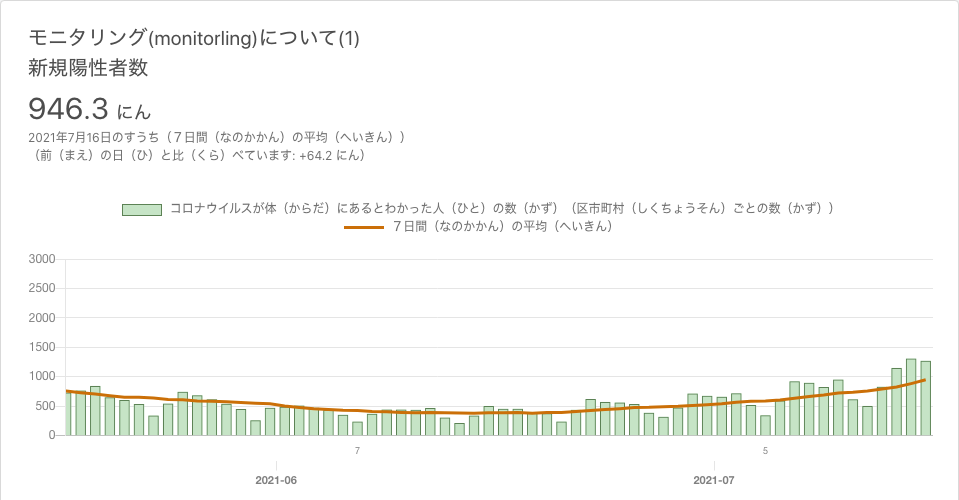 モニタリング(monitorling)について(1)
新規陽性者数
946.3 にん
2021年7月16日のすうち（７日間（なのかかん）の平均（へいきん））
（前（まえ）の日（ひ）と比（くら）べています: +64.2 にん）
コロナウイルスが体（からだ）にあるとわかった人（ひと）の数（かず）（区市町村（しくちょうそん）ごとの数（かず））
７日間（なのかかん）の平均（へいきん）
3000
2500
2000
1500
1000
500
0
7 5
2021-06 2021-07